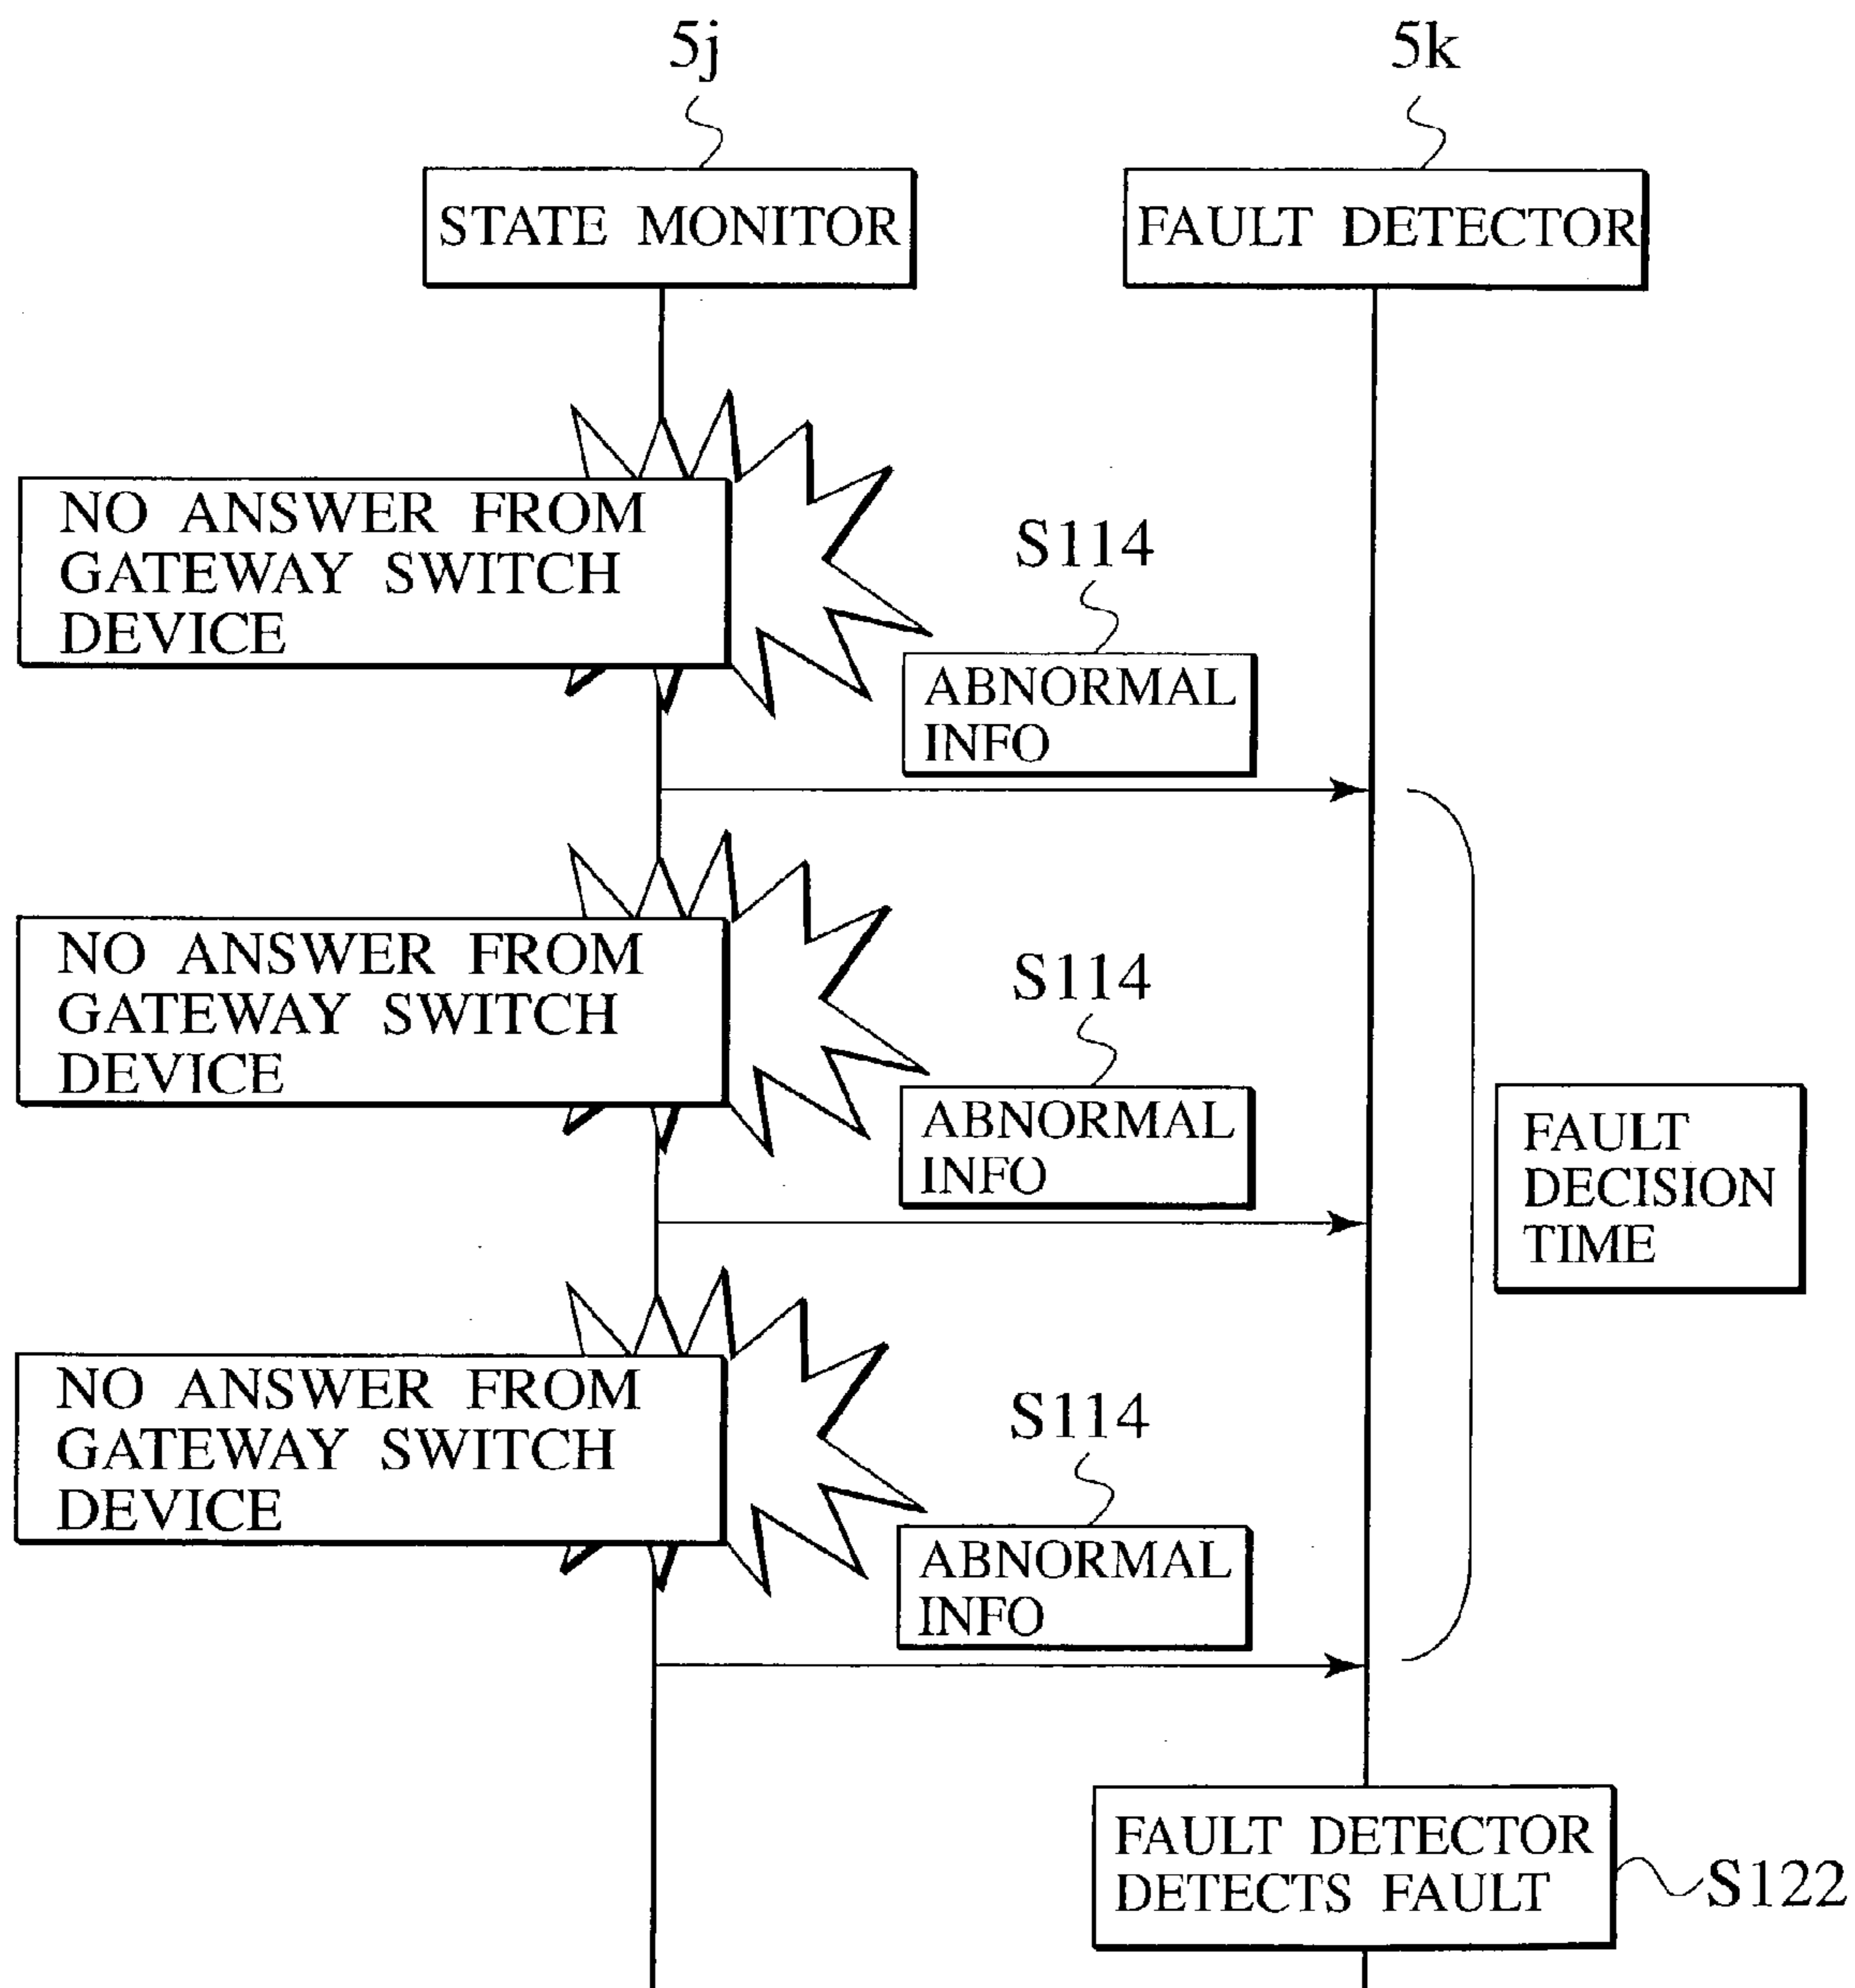 5j
5k
STATE MONITOR
FAULT DETECTOR
NO ANSWER FROM
GATEWAY SWITCH
DEVICE
S114
ABNORMAL
INFO
NO ANSWER FROM
GATEWAY SWITCH
DEVICE
S114
ABNORMAL
INFO
FAULT
DECISION
TIME
NO ANSWER FROM
GATEWAY SWITCH
DEVICE
S114
ABNORMAL
INFO
FAULT DETECTOR
DETECTS FAULT
S122